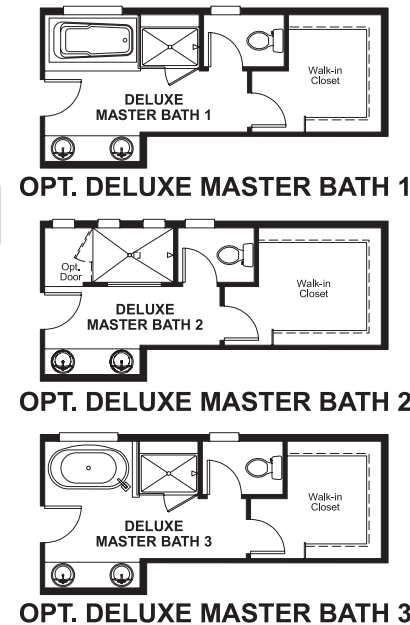 Walk-in
Closet
DELUXE
MASTER BATH 1
OPT. DELUXE MASTER BATH 1
Opt.
Door
Walk-in
Closet
DELUXE
MASTER BATH 2
OPT. DELUXE MASTER BATH 2
Walk-in
Closet
DELUXE
MASTER BATH 3
OPT. DELUXE MASTER BATH 3